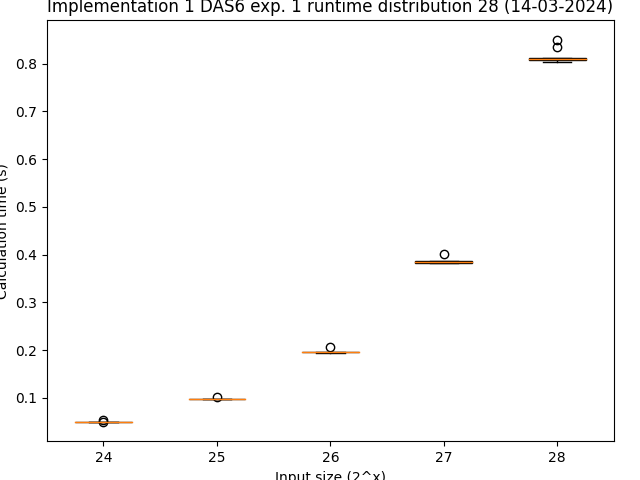 Implementation 1 DAS6 exp. 1 runtime distribution 28 (14-03-2024)
Calculation time (s)
0.8
0.7
0.6
0.5
0.4
0.3
0.2
0.1
24 25 26 27 28
Input size (2^x)